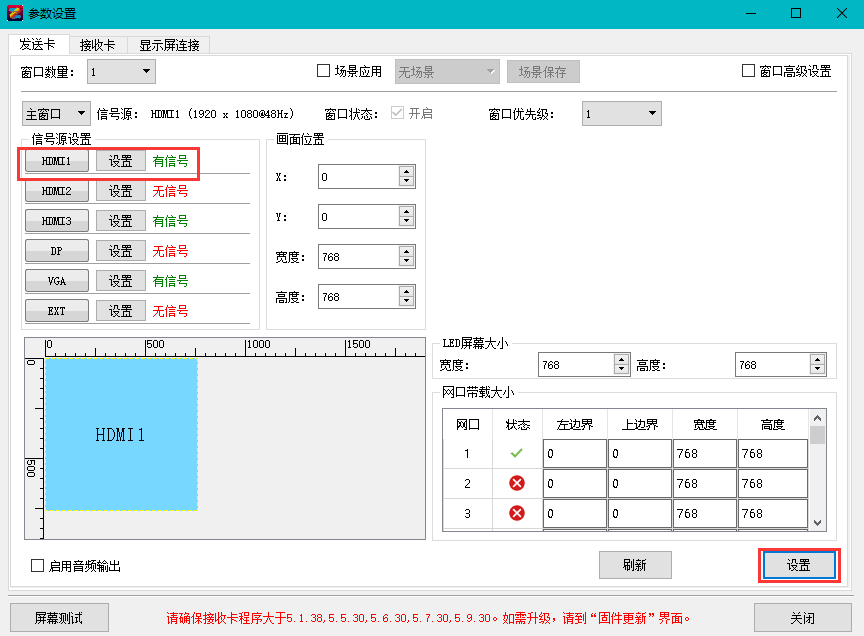 参数设置
发送卡 接收卡 显示屏连接
窗口数量： 1 场景应用 无场景 场景保存 窗口高级设置
主窗口 信号源： HDMI1 (1920 x 1080@48Hz) 窗口状态： 开启 窗口优先级： 1
信号源设置
HDMI1 设置 有信号
HDMI2 设置 无信号
HDMI3 设置 有信号
DP 设置 无信号
VGA 设置 有信号
EXT 设置 无信号
画面位置
X： 0
Y： 0
宽度： 768
高度： 768
0 500 1000 1500
0
500
HDMI1
LED屏幕大小
宽度： 768 高度： 768
网口带载大小
网口 状态 左边界 上边界 宽度 高度
1 0 0 768 768
2 0 0 768 768
3 0 0 768 768
启用音频输出 刷新 设置
屏幕测试 请确保接收卡程序大于5.1.38,5.5.30,5.6.30,5.7.30,5.9.30。如需升级，请到“固件更新”界面。 关闭